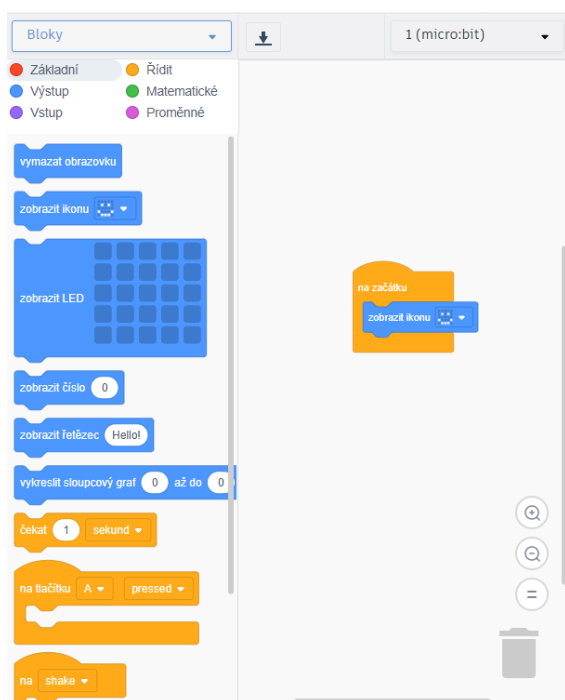 Bloky
1 (micro:bit)
Základní
Řídit
Výstup
Matematické
Vstup
Proměnné
vymazat obrazovku
zobrazit ikonu
zobrazit LED
zobrazit číslo 0
zobrazit řetězec Hello!
vykreslit sloupcový graf 0 až do 0
čekat 1 sekund
na tlačítku A pressed
na shake
na začátku
zobrazit ikonu
=